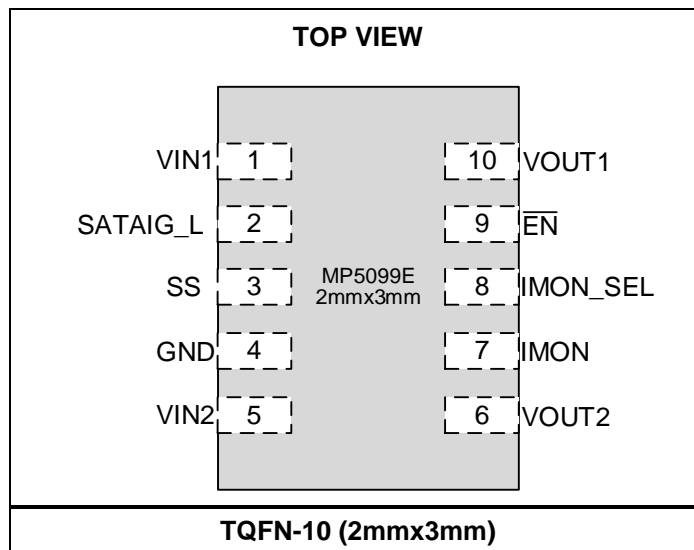 TOP VIEW
VIN1 1 10 VOUT1
SATAIG_L 2 9 E̅N̅
SS 3 MP5099E 8 IMON_SEL
2mmx3mm
GND 4 7 IMON
VIN2 5 6 VOUT2
TQFN-10 (2mmx3mm)